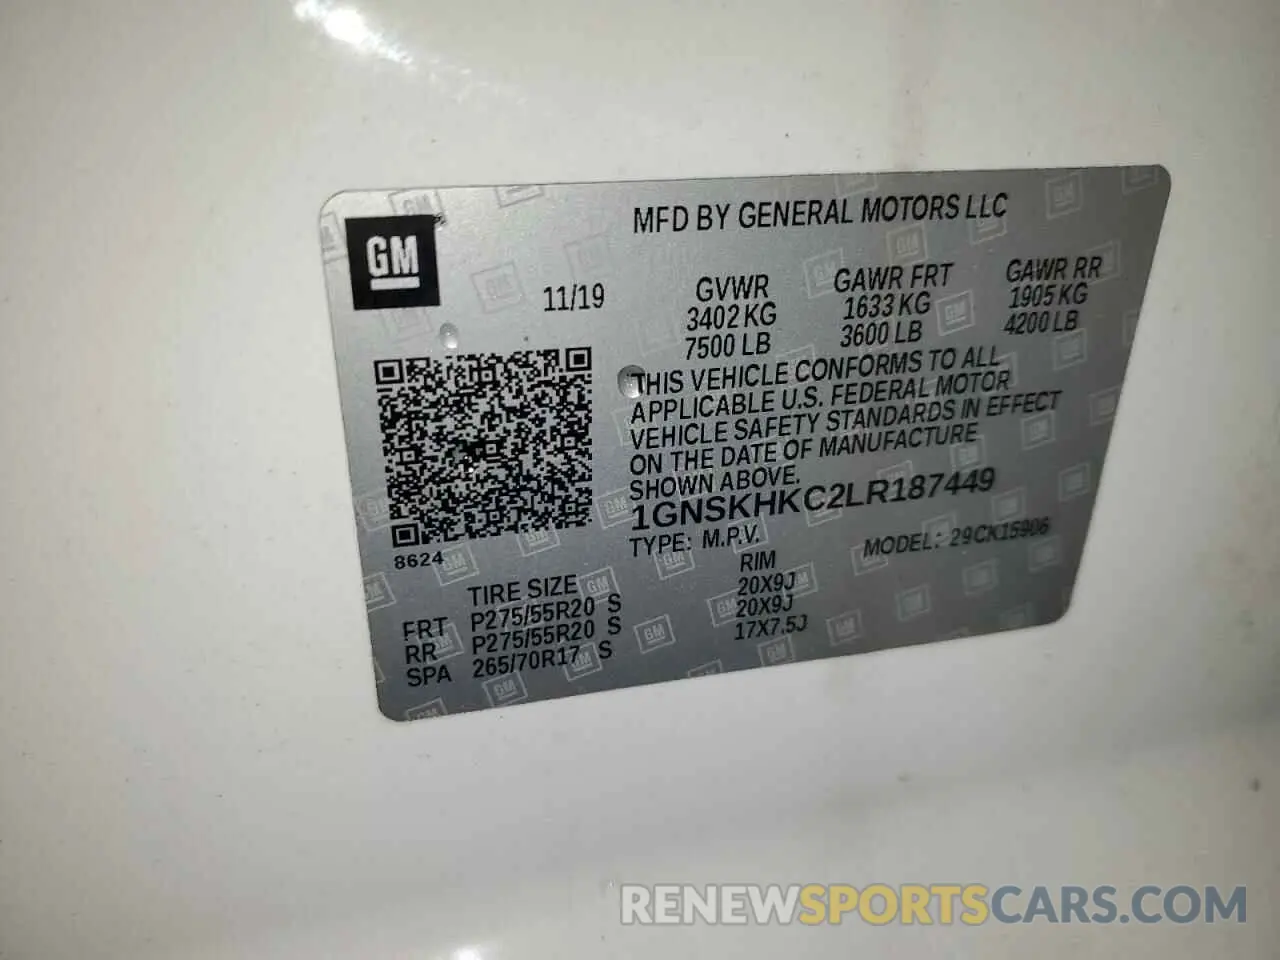 MFD BY GENERAL MOTORS LLC
GM
11/19
GVWR GAWR FRT GAWR RR
3402 KG 1633 KG 1905 KG
7500 LB 3600 LB 4200 LB
THIS VEHICLE CONFORMS TO ALL
APPLICABLE U.S. FEDERAL MOTOR
VEHICLE SAFETY STANDARDS IN EFFECT
ON THE DATE OF MANUFACTURE
SHOWN ABOVE.
1GNSKHKC2LR187449
TYPE: M.P.V. MODEL: 29CK15906
8624
TIRE SIZE RIM
FRT P275/55R20 S 20X9J
RR P275/55R20 S 20X9J
SPA 265/70R17 S 17X7.5J
RENEWSPORTSCARS.COM